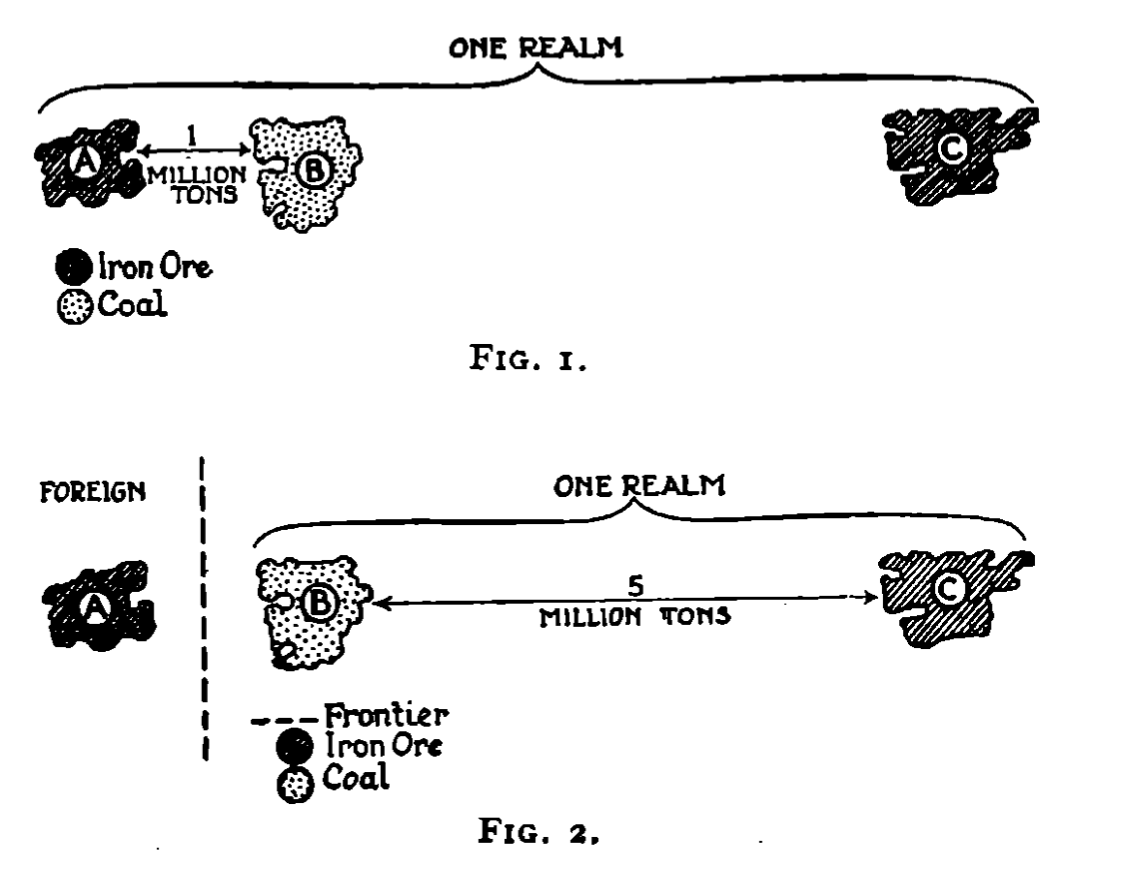 ONE REALM
A
1
MILLION
TONS
B
C
Iron Ore
Coal
FIG. 1.
FOREIGN
ONE REALM
A
B
5
MILLION TONS
C
Frontier
Iron Ore
Coal
FIG. 2.